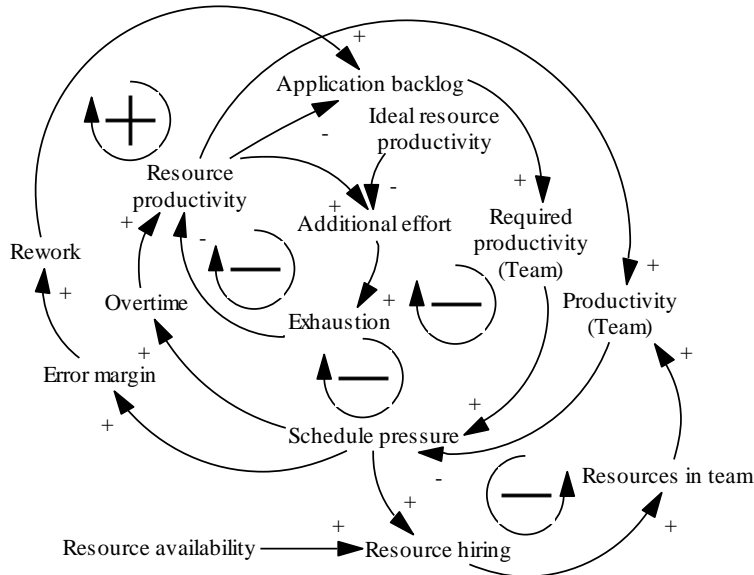 +
Application backlog
Ideal resource
productivity
-
Resource
productivity
-
+
+
Required
productivity
(Team)
+
-
Additional effort
Rework
+
Productivity
(Team)
+
Overtime
Exhaustion
+
+
+
Error margin
+
+
Schedule pressure
-
Resources in team
+
+
+
Resource availability
Resource hiring